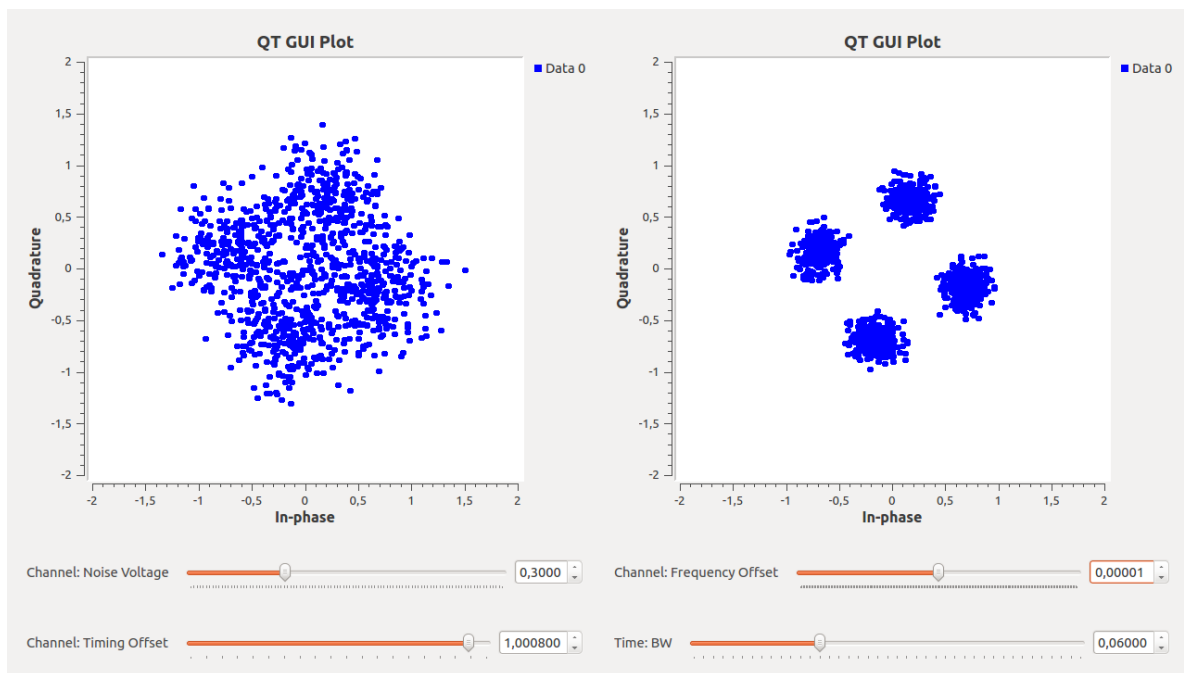 QT GUI Plot
Data 0
Quadrature
2
1,5
1
0,5
0
-0,5
-1
-1,5
-2
-2 -1,5 -1 -0,5 0 0,5 1 1,5 2
In-phase
QT GUI Plot
Data 0
Quadrature
2
1,5
1
0,5
0
-0,5
-1
-1,5
-2
-2 -1,5 -1 -0,5 0 0,5 1 1,5 2
In-phase
Channel: Noise Voltage 0,3000
Channel: Frequency Offset 0,00001
Channel: Timing Offset 1,000800
Time: BW 0,06000